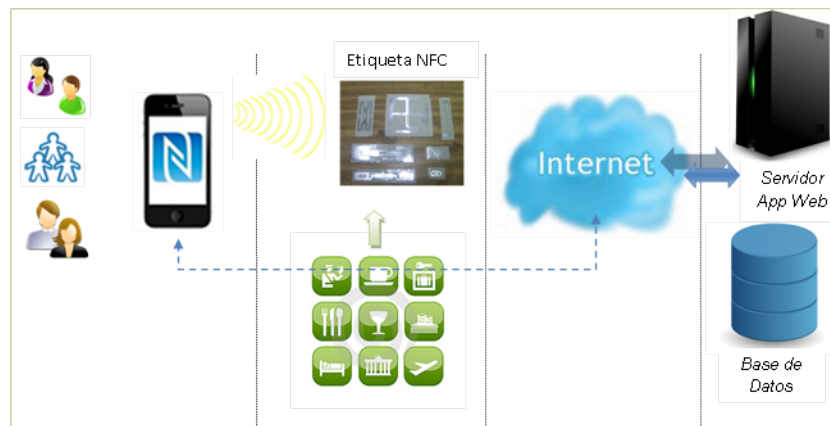 Etiqueta NFC
Internet
Servidor
App Web
Base de
Datos